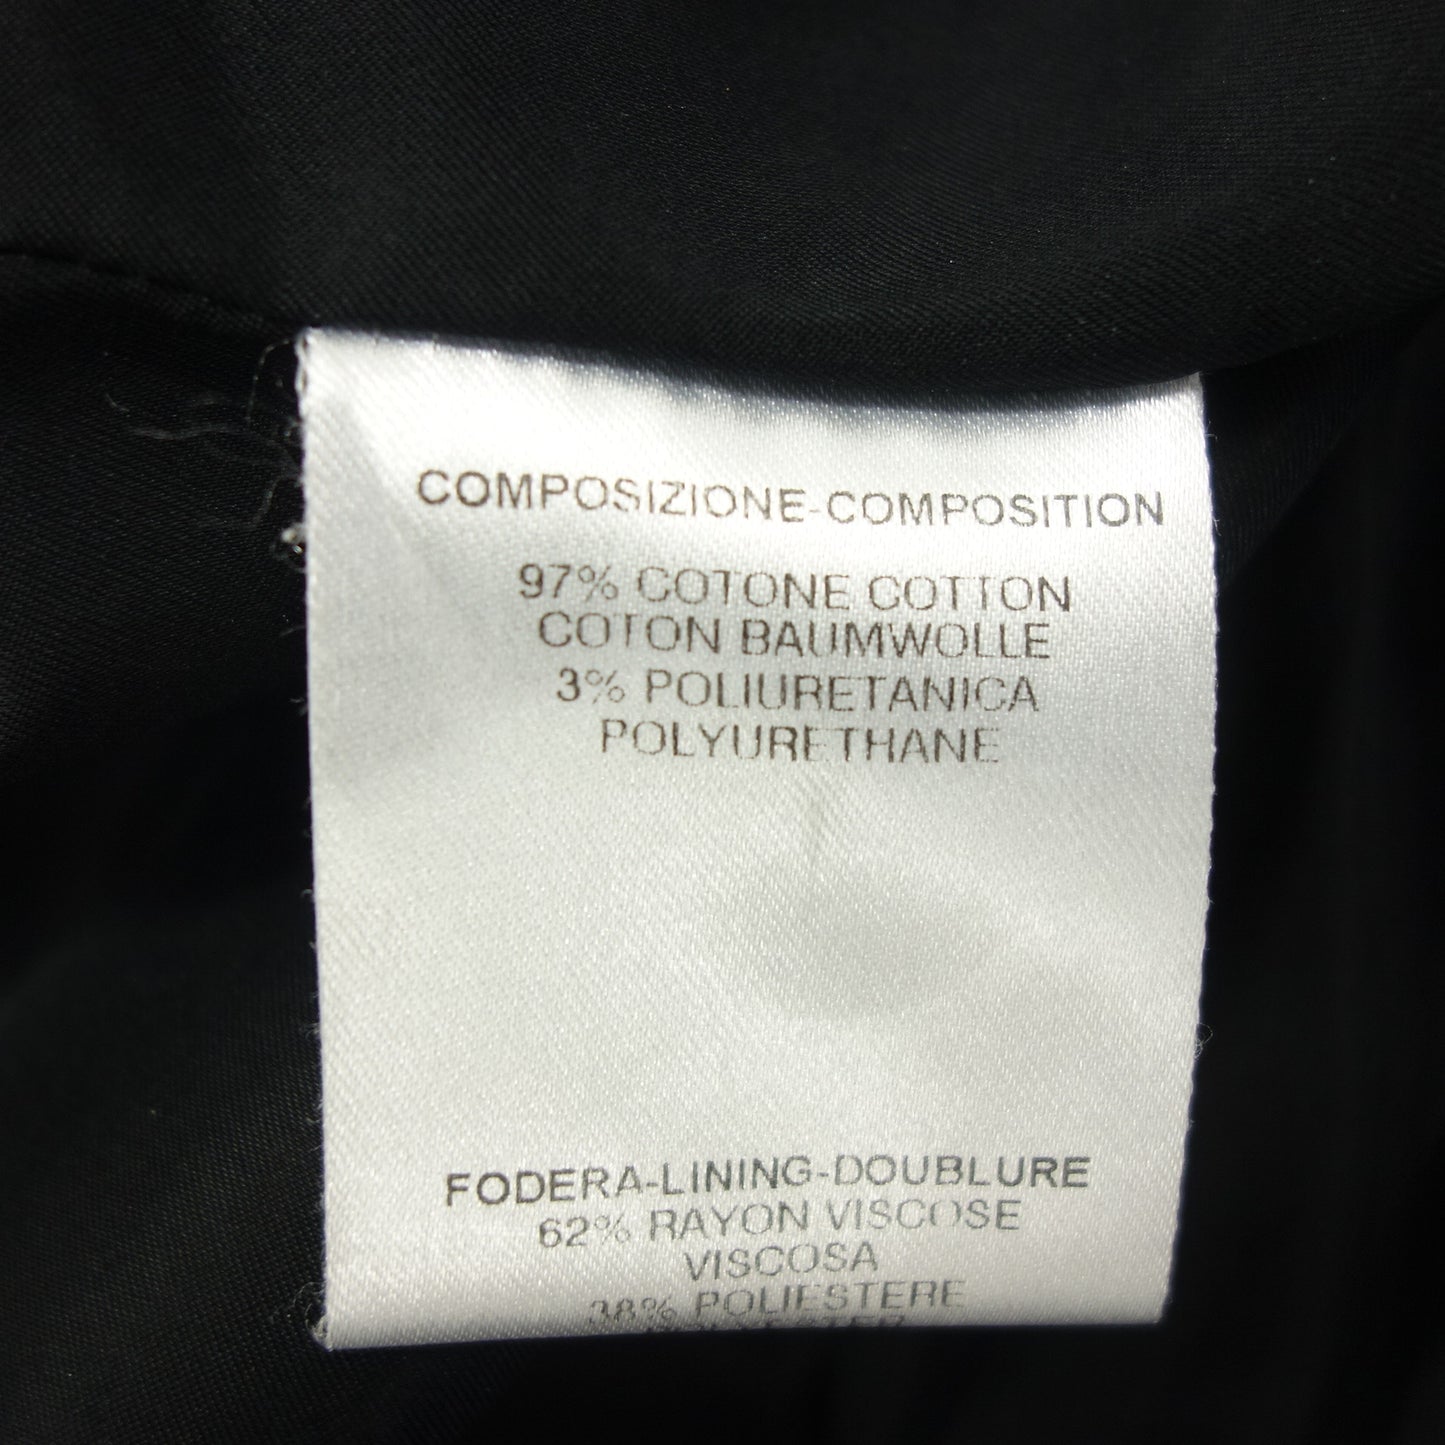 COMPOSIZIONE-COMPOSITION
97% COTONE COTTON
COTON BAUMWOLLE
3% POLIURETANICA
POLYURETHANE
FODERA-LINING-DOUBLURE
62% RAYON VISCOSE
VISCOSA
38% POLIESTERE